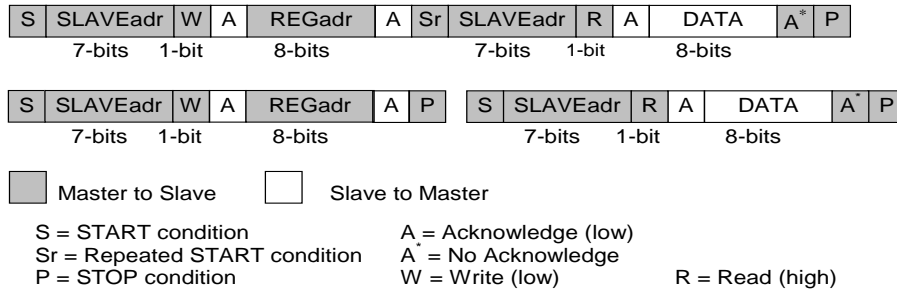 S SLAVEadr W A REGadr A Sr SLAVEadr R A DATA A* P
7-bits 1-bit 8-bits 7-bits 1-bit 8-bits
S SLAVEadr W A REGadr A P S SLAVEadr R A DATA A* P
7-bits 1-bit 8-bits 7-bits 1-bit 8-bits
Master to Slave Slave to Master
S = START condition A = Acknowledge (low)
Sr = Repeated START condition A* = No Acknowledge
P = STOP condition W = Write (low) R = Read (high)